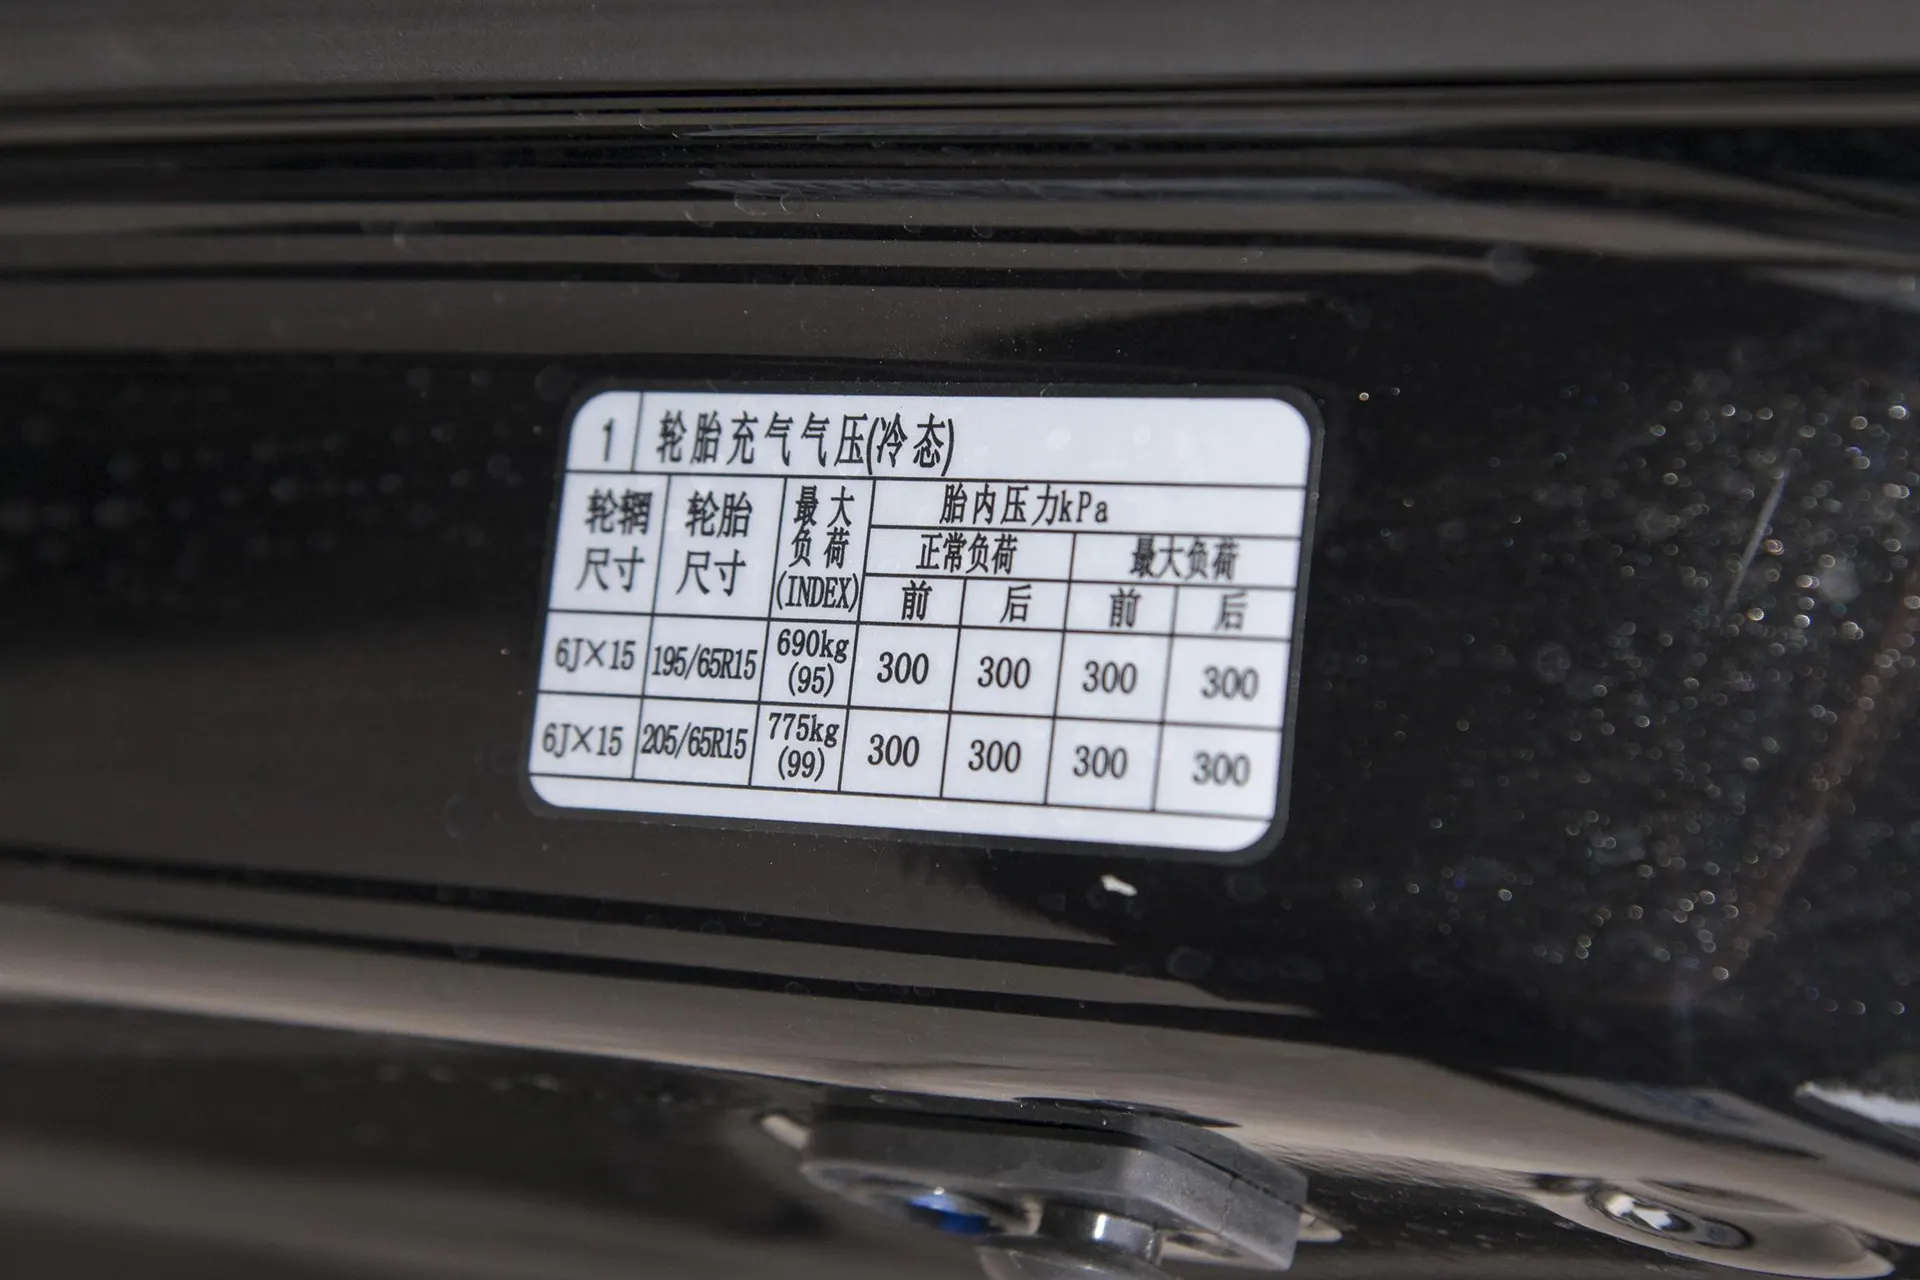 1 轮胎充气气压(冷态)
轮辋尺寸 轮胎尺寸 最大负荷(INDEX) 胎内压力kPa
正常负荷 最大负荷
前 后 前 后
6J×15 195/65R15 690kg(95) 300 300 300 300
6J×15 205/65R15 775kg(99) 300 300 300 300